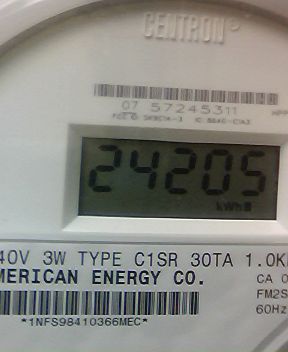 CENTRON®
07 57245311
24205
kWh
40V 3W TYPE C1SR 30TA 1.0K
MERICAN ENERGY CO.
CA 0
FM2S
60Hz
*1NFS98410366MEC*